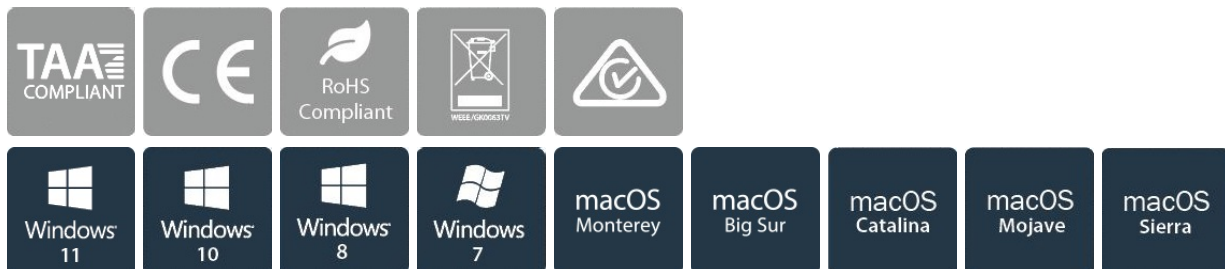 TAA
COMPLIANT
CE
RoHS
Compliant
WEEE/GK0063TV
Windows
11
Windows
10
Windows
8
Windows
7
macOS
Monterey
macOS
Big Sur
macOS
Catalina
macOS
Mojave
macOS
Sierra